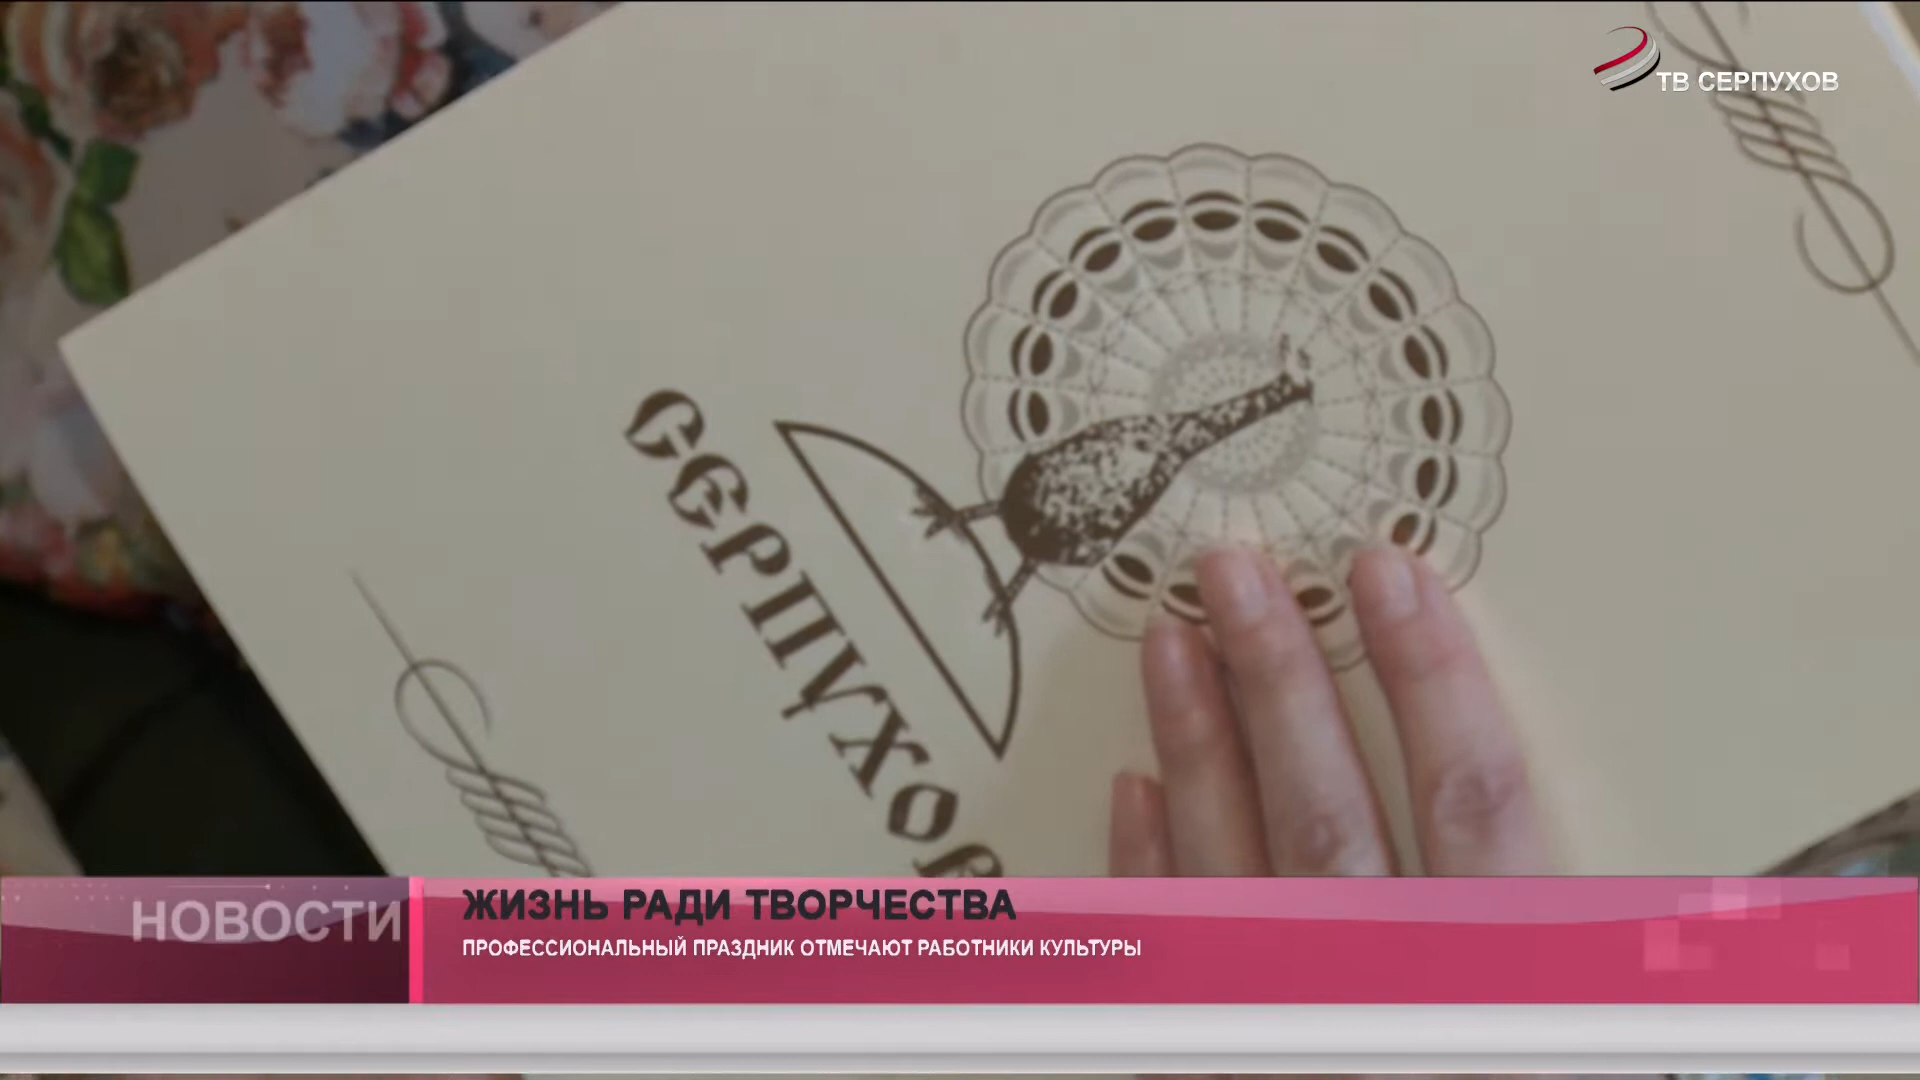 ТВ СЕРПУХОВ
СЕРПУХОВ
НОВОСТИ
ЖИЗНЬ РАДИ ТВОРЧЕСТВА
ПРОФЕССИОНАЛЬНЫЙ ПРАЗДНИК ОТМЕЧАЮТ РАБОТНИКИ КУЛЬТУРЫ